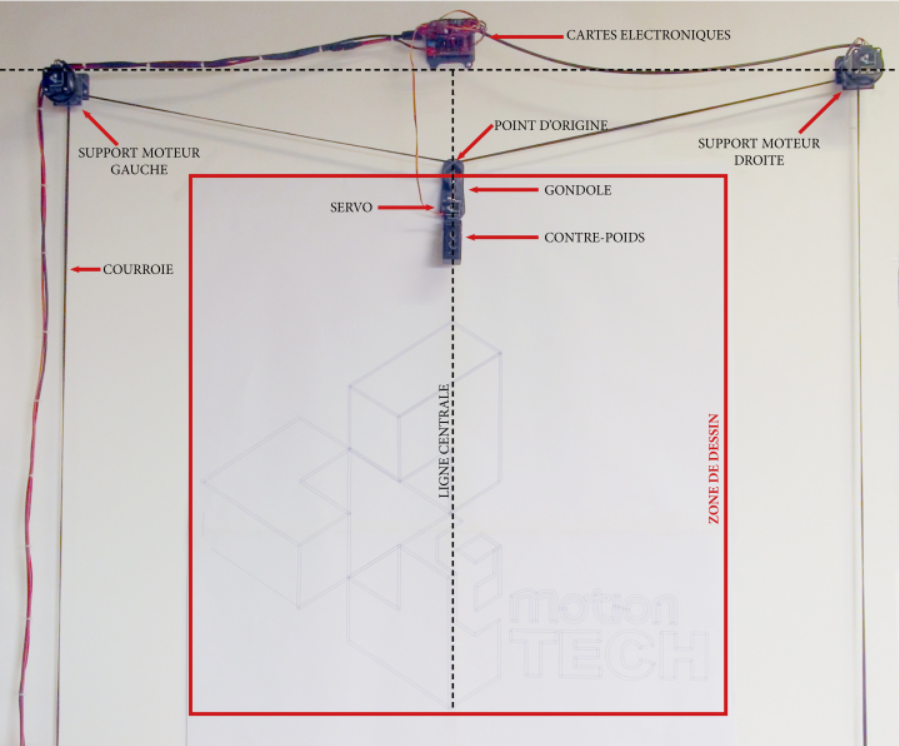 CARTES ELECTRONIQUES
POINT D'ORIGINE
SUPPORT MOTEUR
GAUCHE
SUPPORT MOTEUR
DROITE
GONDOLE
SERVO
CONTRE-POIDS
COURROIE
LIGNE CENTRALE
ZONE DE DESSIN
motion
TECH